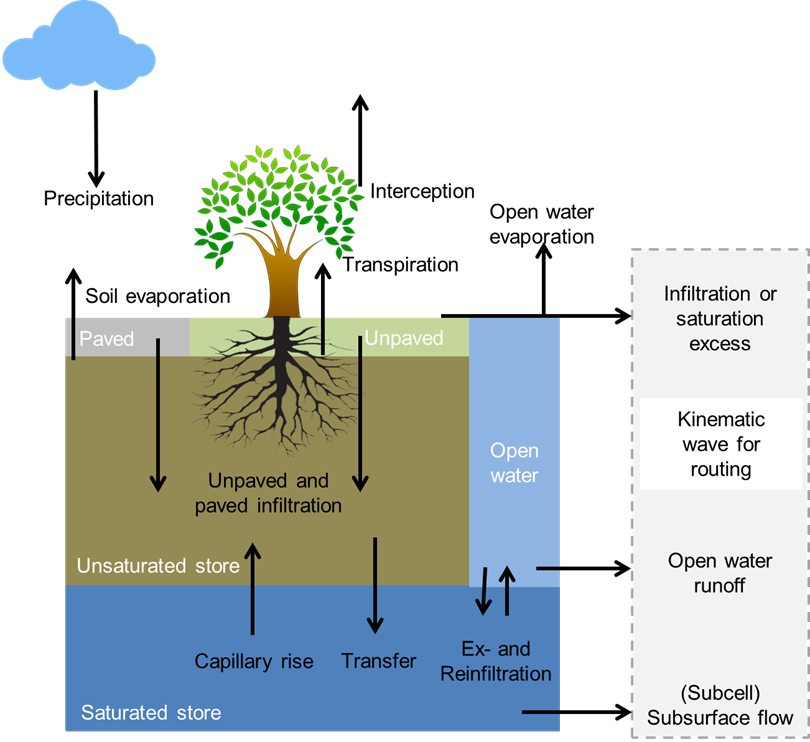 Precipitation
Interception
Open water
evaporation
Transpiration
Soil evaporation
Infiltration or
saturation
excess
Paved
Unpaved
Kinematic
wave for
routing
Open
water
Unpaved and
paved infiltration
Unsaturated store
Open water
runoff
Capillary rise
Transfer
Ex- and
Reinfiltration
(Subcell)
Subsurface flow
Saturated store